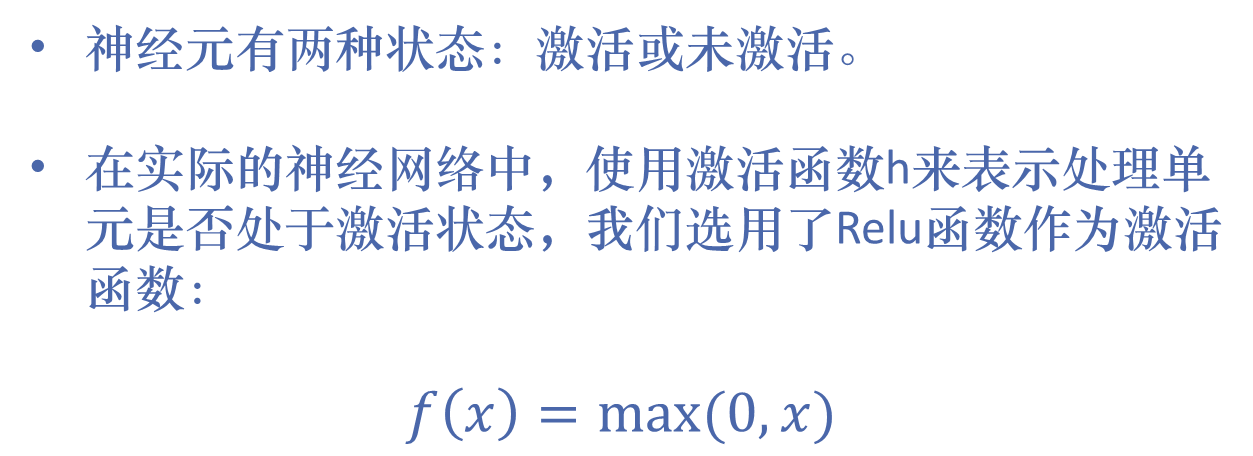 • 神经元有两种状态：激活或未激活。
• 在实际的神经网络中，使用激活函数h来表示处理单
元是否处于激活状态，我们选用了Relu函数作为激活
函数：
f(x) = max(0, x)